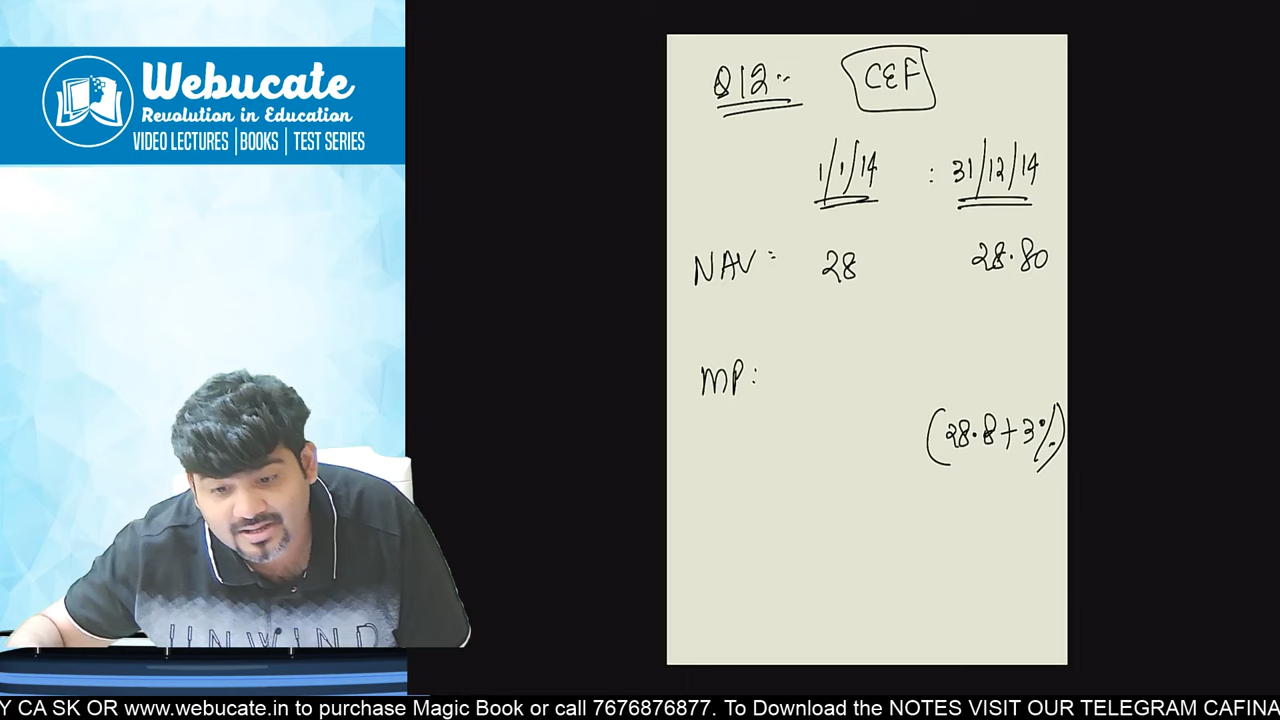 Webucate
Revolution in Education
VIDEO LECTURES | BOOKS | TEST SERIES
Q12:- CEF
1/1/14 : 31/12/14
NAV: 28 28.80
MP:
(28.8+3%)
UNWIND
Y CA SK OR www.webucate.in to purchase Magic Book or call 7676876877. To Download the NOTES VISIT OUR TELEGRAM CAFINA